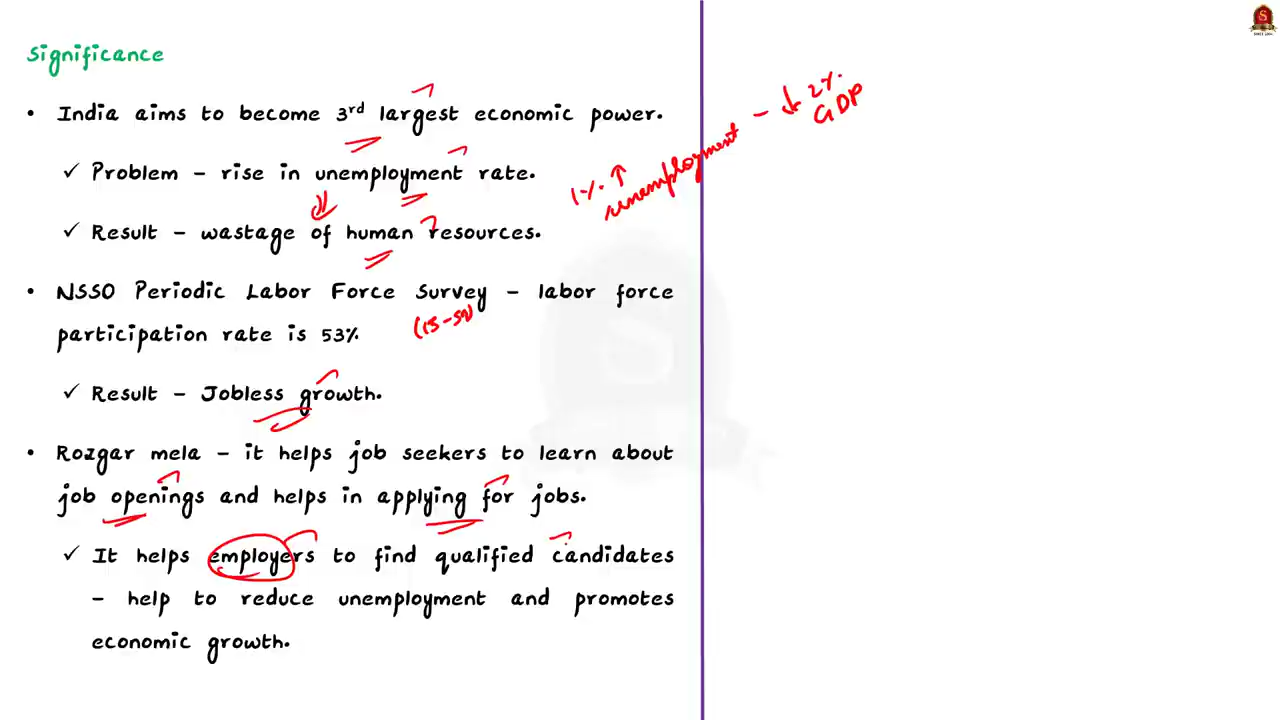 Significance
• India aims to become 3rd largest economic power.
✓ Problem – rise in unemployment rate.
✓ Result – wastage of human resources.
• NSSO Periodic Labor Force Survey – labor force
participation rate is 53%.
✓ Result – Jobless growth.
• Rozgar mela – it helps job seekers to learn about
job openings and helps in applying for jobs.
✓ It helps employers to find qualified candidates
– help to reduce unemployment and promotes
economic growth.
1%. ↑
unemployment – ↓ 2%.
GDP
S